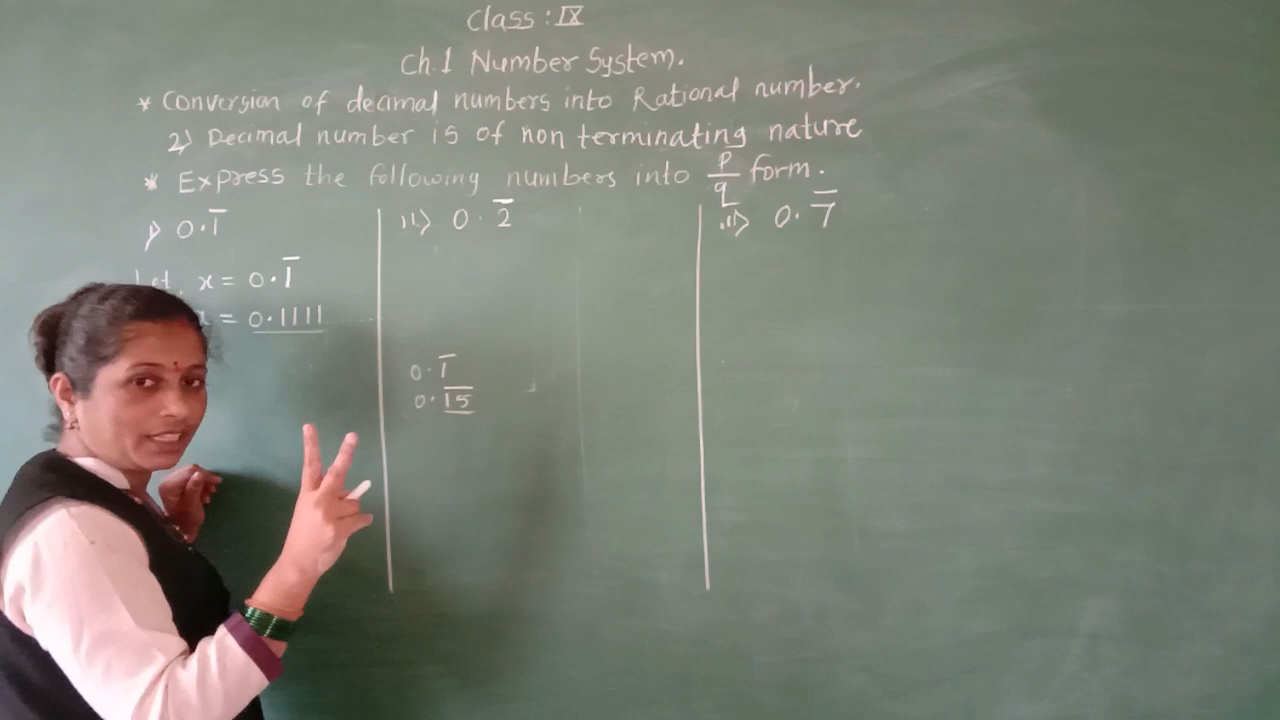 Class : IX
Ch.1 Number System.
* Conversion of decimal numbers into Rational number.
2) Decimal number is of non terminating nature
* Express the following numbers into p/q form.
i) 0.1̅
Let, x = 0.1̅
x = 0.1111
ii) 0.2̅
0.1̅
0.1̅5̅
iii) 0.7̅